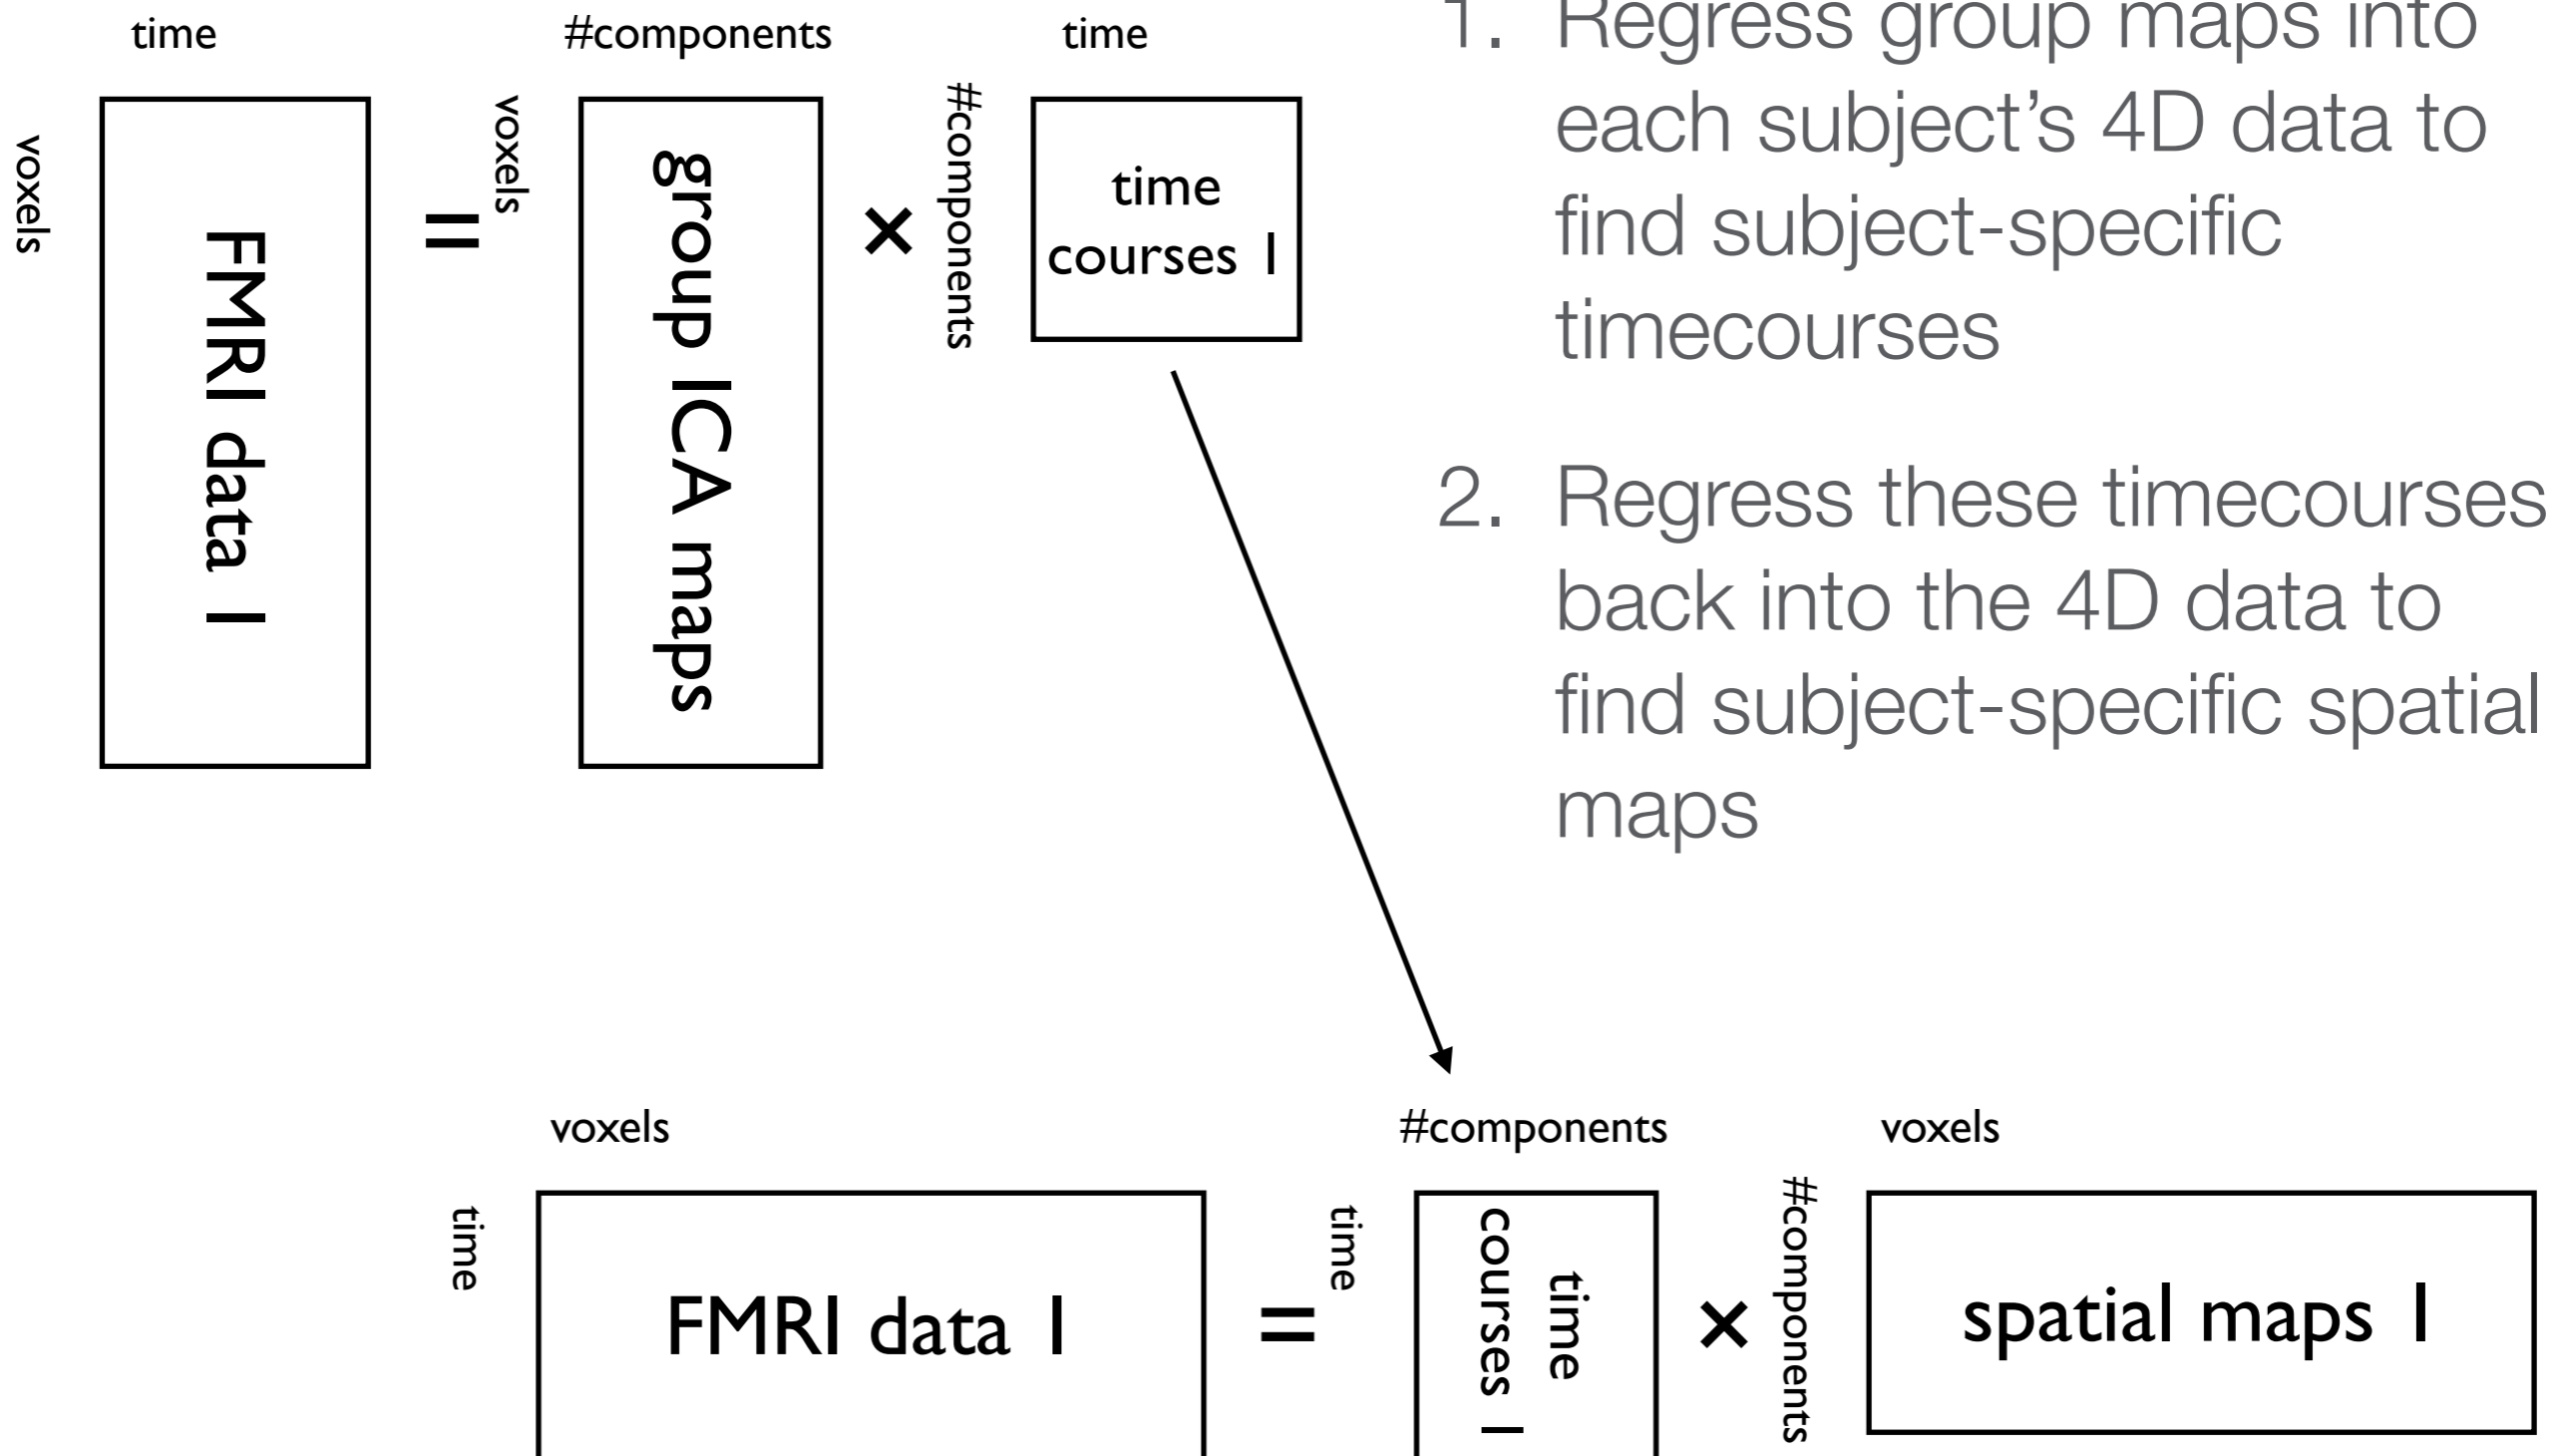 time
#components
time
voxels
FMRI data 1
=
voxels
group ICA maps
×
#components
time
courses 1
1. Regress group maps into
each subject’s 4D data to
find subject-specific
timecourses
2. Regress these timecourses
back into the 4D data to
find subject-specific spatial
maps
voxels
#components
voxels
time
FMRI data 1
=
time
time
courses 1
×
#components
spatial maps 1